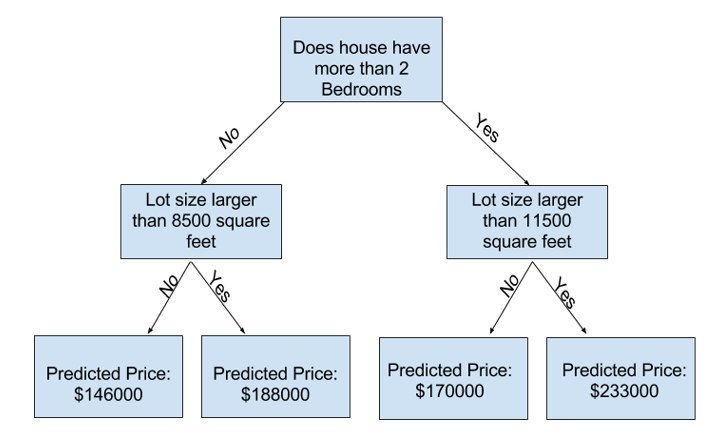 Does house have
more than 2
Bedrooms
No
Yes
Lot size larger
than 8500 square
feet
Lot size larger
than 11500
square feet
No
Yes
No
Yes
Predicted Price:
$146000
Predicted Price:
$188000
Predicted Price:
$170000
Predicted Price:
$233000